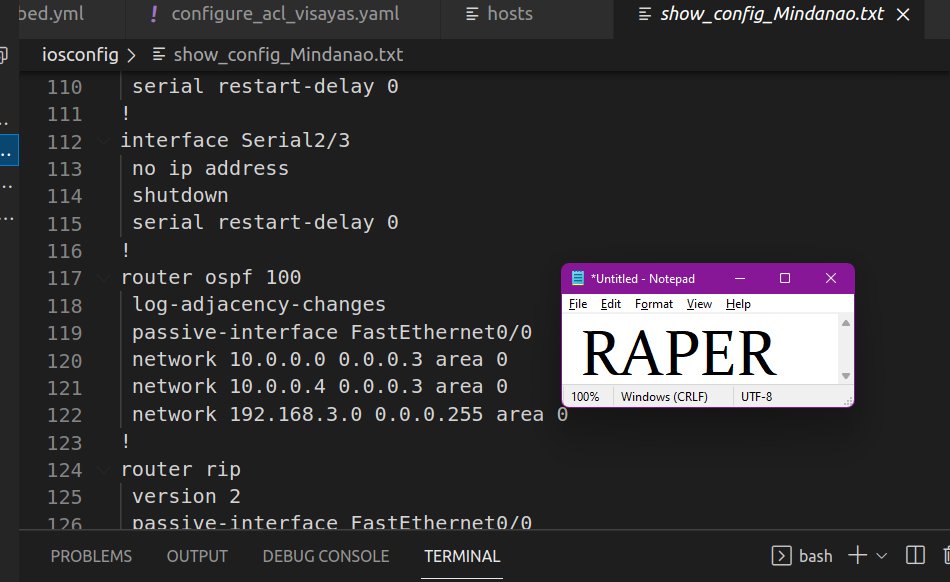 bed.yml ! configure_acl_visayas.yaml hosts show_config_Mindanao.txt
iosconfig > show_config_Mindanao.txt
110 serial restart-delay 0
111 !
112 interface Serial2/3
113 no ip address
114 shutdown
115 serial restart-delay 0
116 !
117 router ospf 100
118 log-adjacency-changes
119 passive-interface FastEthernet0/0
120 network 10.0.0.0 0.0.0.3 area 0
121 network 10.0.0.4 0.0.0.3 area 0
122 network 192.168.3.0 0.0.0.255 area 0
123 !
124 router rip
125 version 2
126 passive-interface FastEthernet0/0
*Untitled - Notepad
File Edit Format View Help
RAPER
100% Windows (CRLF) UTF-8
PROBLEMS OUTPUT DEBUG CONSOLE TERMINAL bash